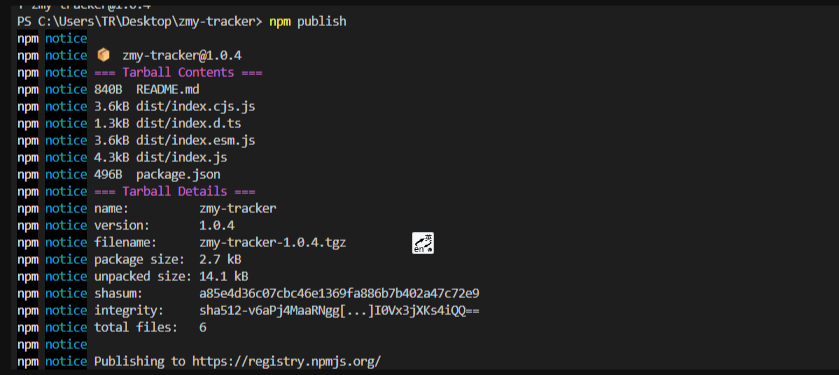 PS C:\Users\TR\Desktop\zmy-tracker> npm publish
npm notice
npm notice 📦 zmy-tracker@1.0.4
npm notice === Tarball Contents ===
npm notice 840B README.md
npm notice 3.6kB dist/index.cjs.js
npm notice 1.3kB dist/index.d.ts
npm notice 3.6kB dist/index.esm.js
npm notice 4.3kB dist/index.js
npm notice 496B package.json
npm notice === Tarball Details ===
npm notice name: zmy-tracker
npm notice version: 1.0.4
npm notice filename: zmy-tracker-1.0.4.tgz
npm notice package size: 2.7 kB
npm notice unpacked size: 14.1 kB
npm notice shasum: a85e4d36c07cbc46e1369fa886b7b402a47c72e9
npm notice integrity: sha512-v6aPj4MaaRNgg[...]I0Vx3jXKs4iQQ==
npm notice total files: 6
npm notice
npm notice Publishing to https://registry.npmjs.org/
英
en